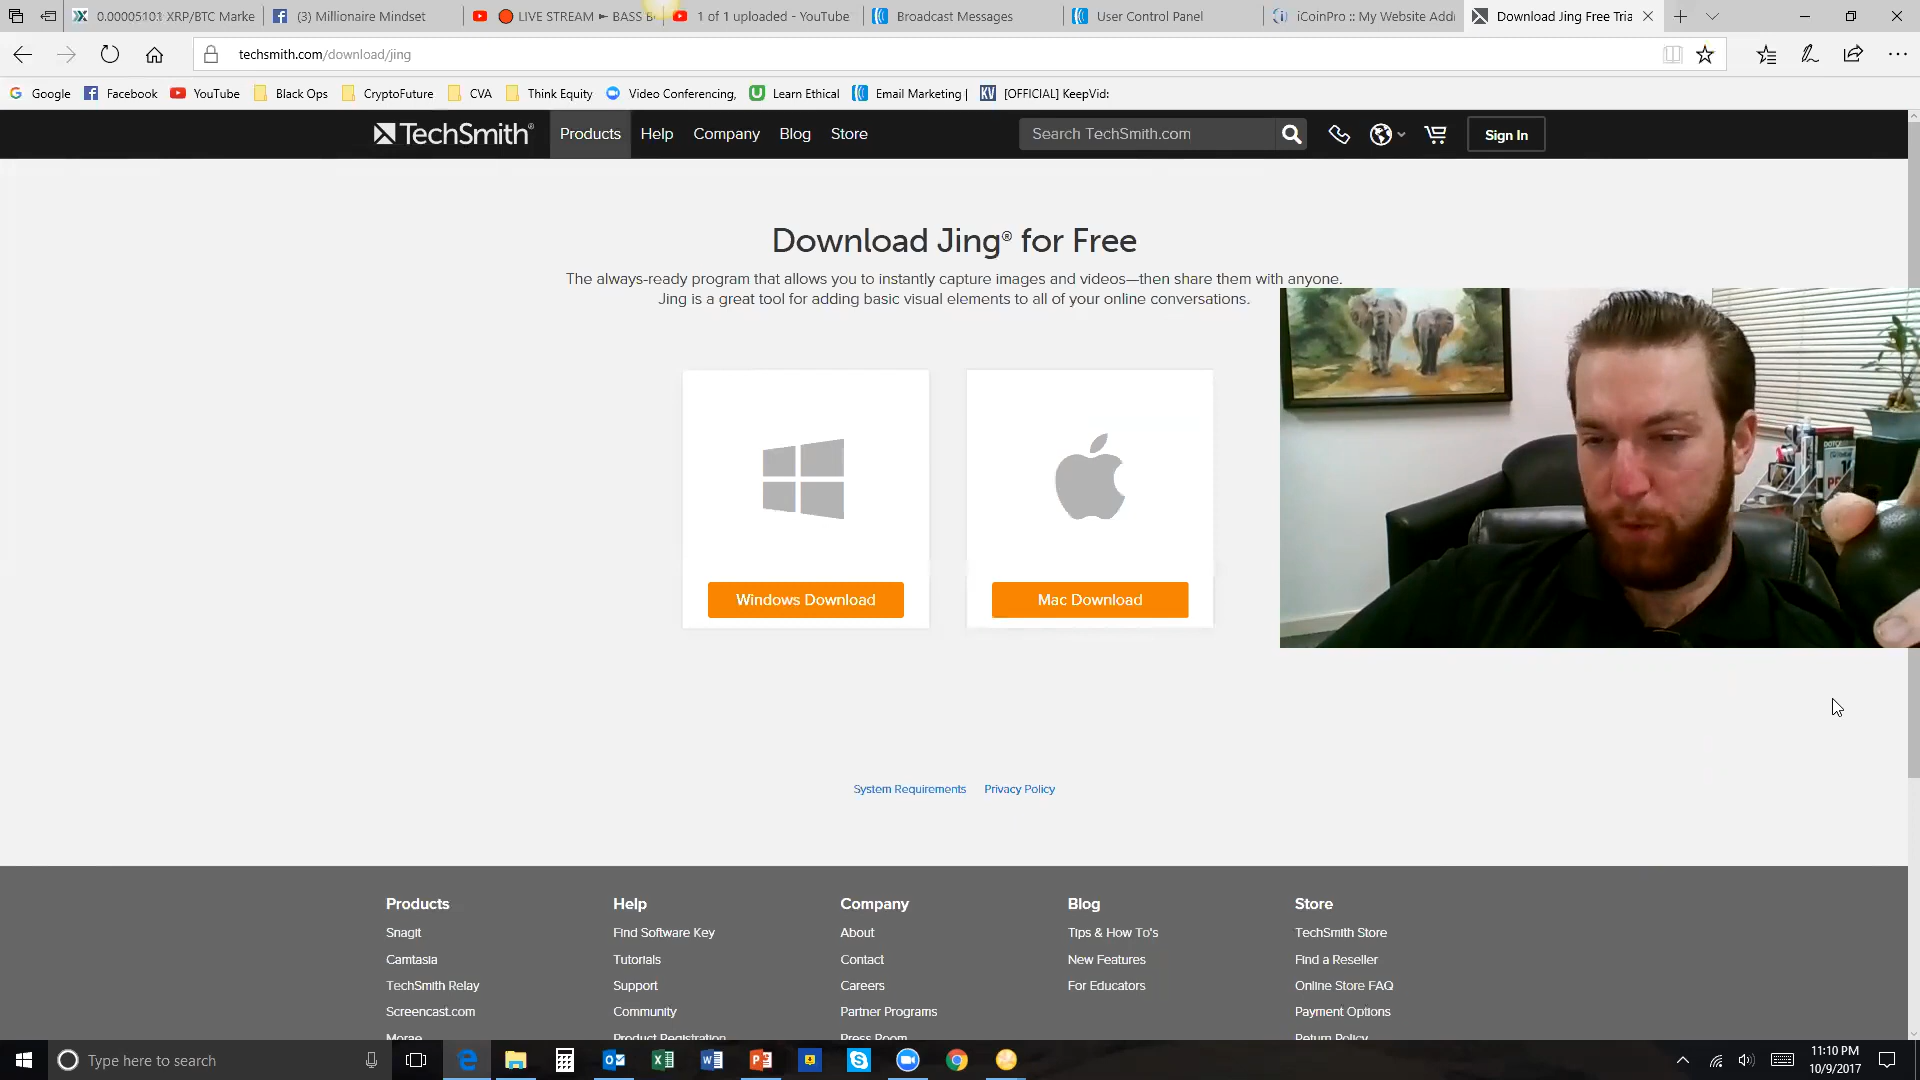 0.00005101 XRP/BTC Marke
(3) Millionaire Mindset
LIVE STREAM ► BASS B
1 of 1 uploaded - YouTube
Broadcast Messages
User Control Panel
iCoinPro :: My Website Addi
Download Jing Free Tria
techsmith.com/download/jing
Google
Facebook
YouTube
Black Ops
CryptoFuture
CVA
Think Equity
Video Conferencing,
Learn Ethical
Email Marketing |
KV [OFFICIAL] KeepVid:
TechSmith®
Products
Help
Company
Blog
Store
Search TechSmith.com
Sign In
Download Jing® for Free
The always-ready program that allows you to instantly capture images and videos—then share them with anyone.
Jing is a great tool for adding basic visual elements to all of your online conversations.
Windows Download
Mac Download
System Requirements
Privacy Policy
Products
Snagit
Camtasia
TechSmith Relay
Screencast.com
Morae
Help
Find Software Key
Tutorials
Support
Community
Product Registration
Company
About
Contact
Careers
Partner Programs
Press Room
Blog
Tips & How To's
New Features
For Educators
Store
TechSmith Store
Find a Reseller
Online Store FAQ
Payment Options
Return Policy
Type here to search
11:10 PM
10/9/2017